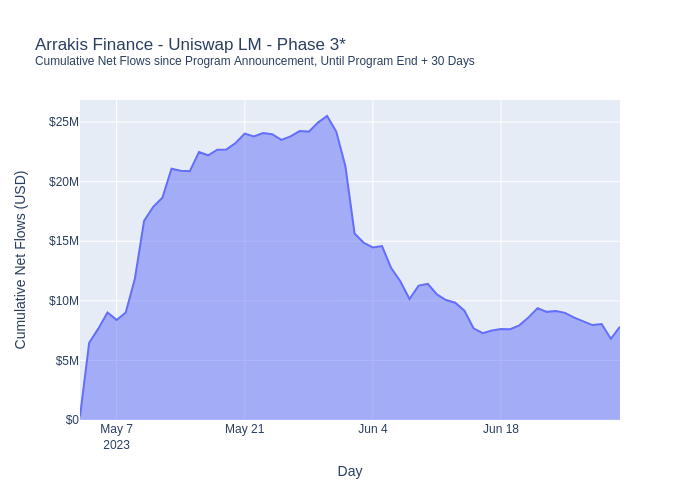 Arrakis Finance - Uniswap LM - Phase 3*
Cumulative Net Flows since Program Announcement, Until Program End + 30 Days
Cumulative Net Flows (USD)
$25M
$20M
$15M
$10M
$5M
$0
May 7
2023
May 21
Jun 4
Jun 18
Day